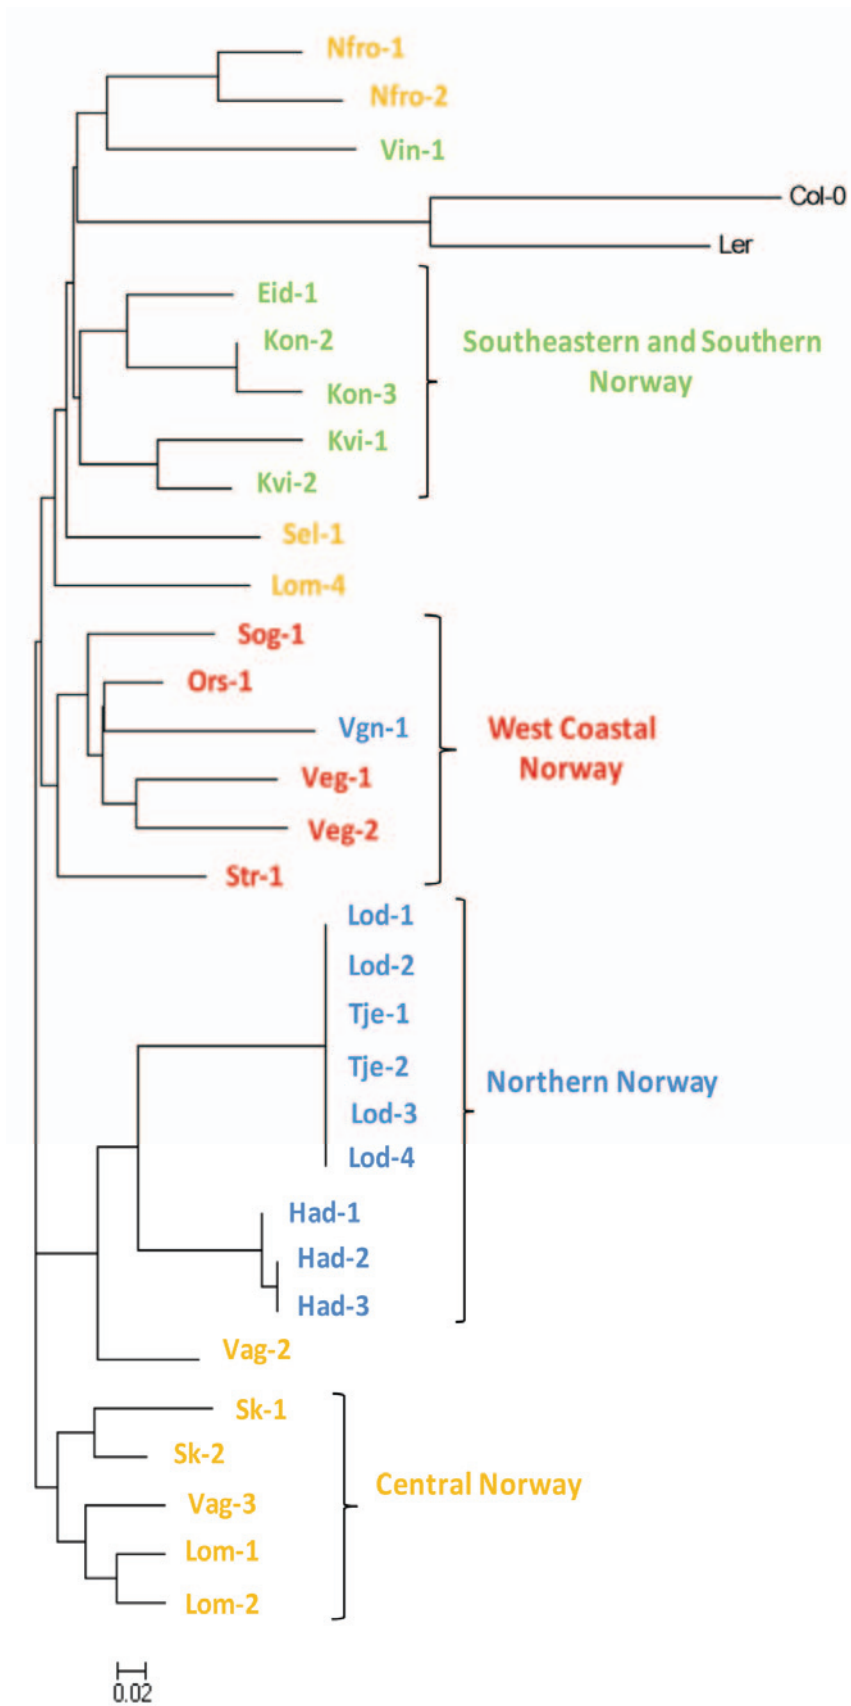 Nfro-1
Nfro-2
Vin-1
Col-0
Ler
Eid-1
Kon-2
Kon-3
Kvi-1
Kvi-2
Southeastern and Southern
Norway
Sel-1
Lom-4
Sog-1
Ors-1
Vgn-1
Veg-1
Veg-2
Str-1
West Coastal
Norway
Lod-1
Lod-2
Tje-1
Tje-2
Lod-3
Lod-4
Had-1
Had-2
Had-3
Northern Norway
Vag-2
Sk-1
Sk-2
Vag-3
Lom-1
Lom-2
Central Norway
0.02